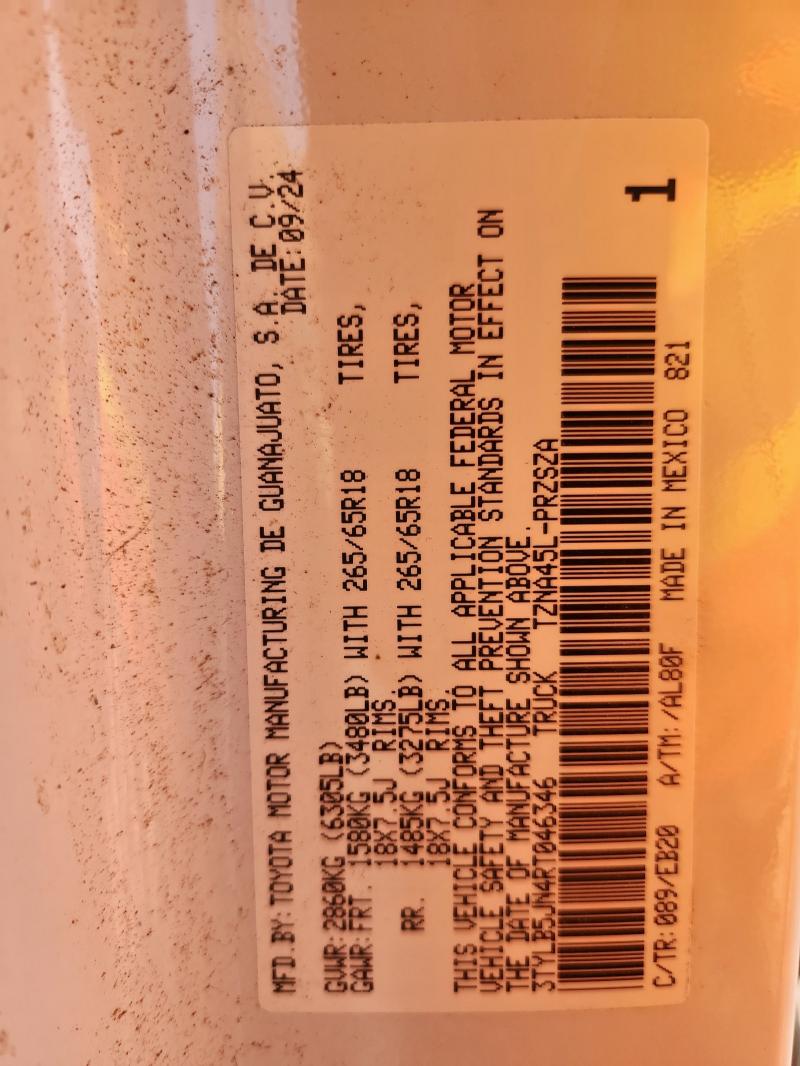 MFD.BY: TOYOTA MOTOR MANUFACTURING DE GUANAJUATO, S.A. DE C.V.
DATE: 09/24
GVWR: 2860KG (6305LB)
GAWR: FRT. 1580KG (3480LB) WITH 265/65R18 TIRES,
18X7.5J RIMS
RR. 1485KG (3275LB) WITH 265/65R18 TIRES,
18X7.5J RIMS.
THIS VEHICLE CONFORMS TO ALL APPLICABLE FEDERAL MOTOR
VEHICLE SAFETY AND THEFT PREVENTION STANDARDS IN EFFECT ON
THE DATE OF MANUFACTURE SHOWN ABOVE.
3TYLB5JN4RT046346 TRUCK TZNA45L-PRZSZA
1
C/TR: 089/EB20 A/TM: /AL80F MADE IN MEXICO 821